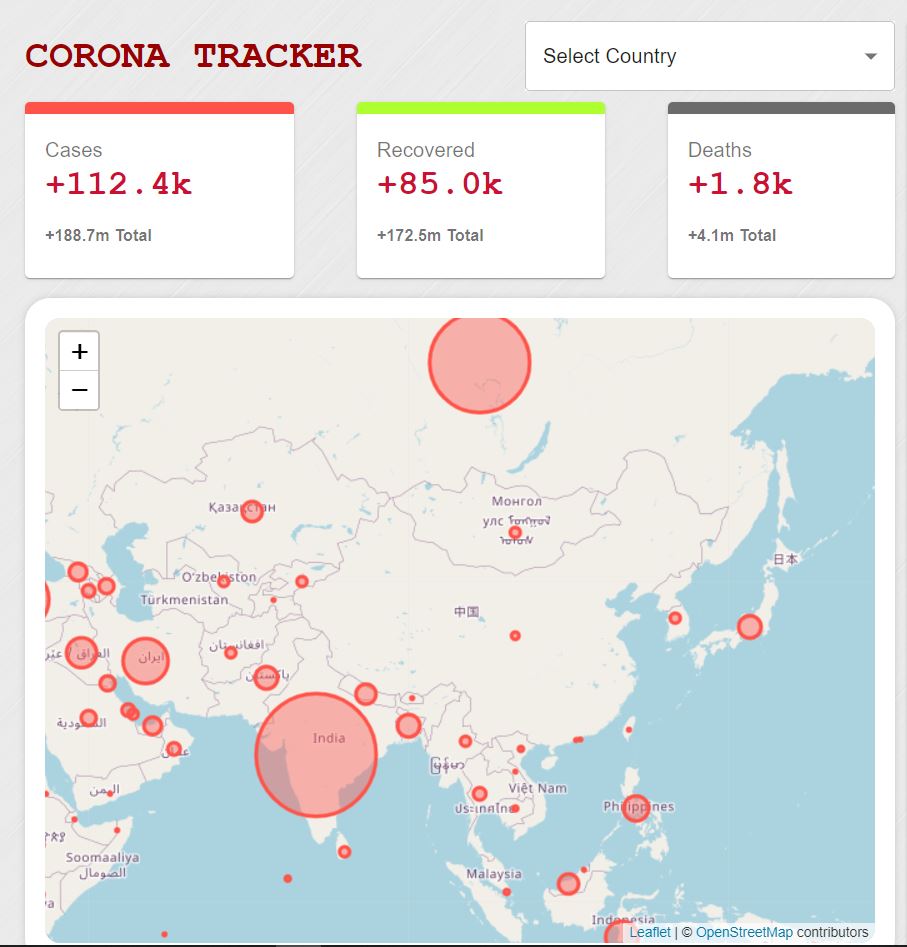 CORONA TRACKER
Select Country
Cases
+112.4k
+188.7m Total
Recovered
+85.0k
+172.5m Total
Deaths
+1.8k
+4.1m Total
+
−
Қазақстан
Монгол
улс
O'zbekiston
Türkmenistan
中国
日本
افغانستان
ایران
پاکستان
India
السعودية
عمان
اليمن
Việt Nam
ประเทศไทย
Philippines
Soomaaliya
الصومال
Malaysia
Indonesia
Leaflet | © OpenStreetMap contributors